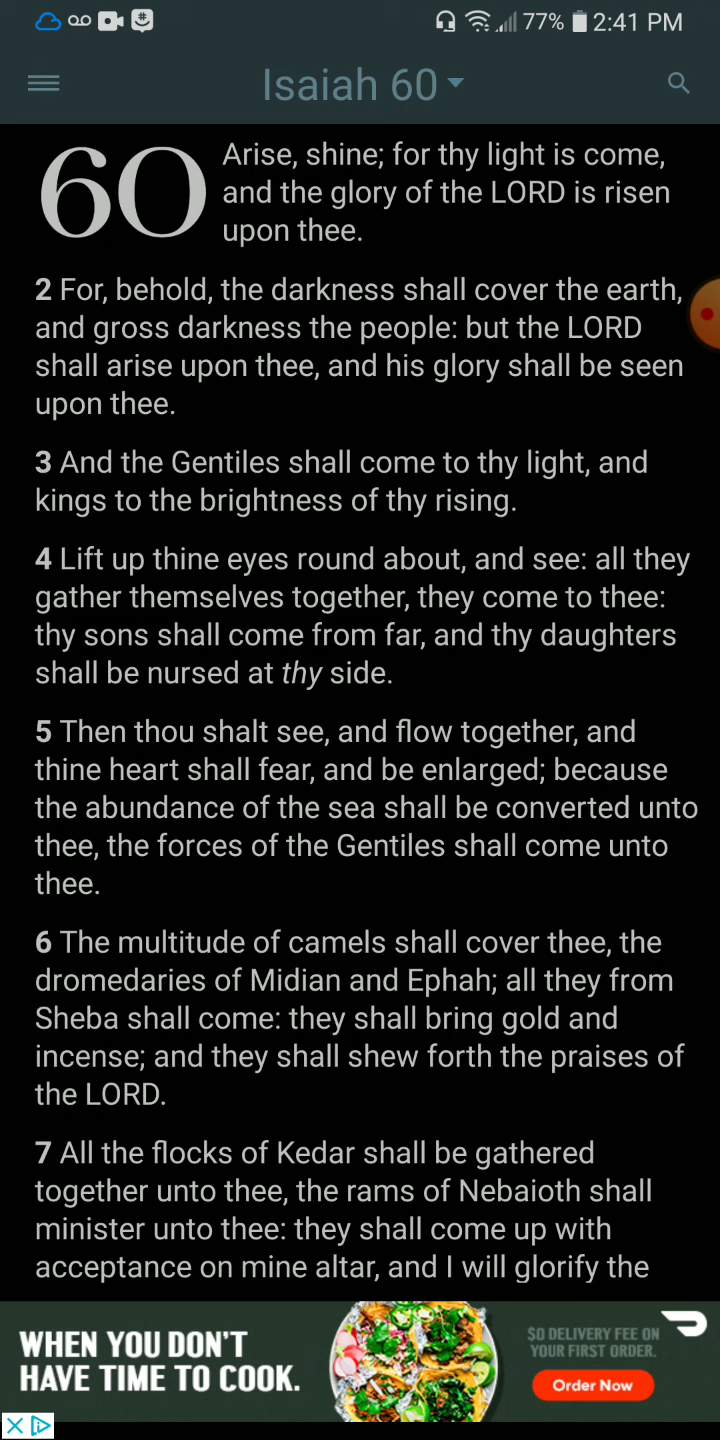 77% 2:41 PM
Isaiah 60
60 Arise, shine; for thy light is come,
and the glory of the LORD is risen
upon thee.
2 For, behold, the darkness shall cover the earth,
and gross darkness the people: but the LORD
shall arise upon thee, and his glory shall be seen
upon thee.
3 And the Gentiles shall come to thy light, and
kings to the brightness of thy rising.
4 Lift up thine eyes round about, and see: all they
gather themselves together, they come to thee:
thy sons shall come from far, and thy daughters
shall be nursed at thy side.
5 Then thou shalt see, and flow together, and
thine heart shall fear, and be enlarged; because
the abundance of the sea shall be converted unto
thee, the forces of the Gentiles shall come unto
thee.
6 The multitude of camels shall cover thee, the
dromedaries of Midian and Ephah; all they from
Sheba shall come: they shall bring gold and
incense; and they shall shew forth the praises of
the LORD.
7 All the flocks of Kedar shall be gathered
together unto thee, the rams of Nebaioth shall
minister unto thee: they shall come up with
acceptance on mine altar, and I will glorify the
WHEN YOU DON'T
HAVE TIME TO COOK.
$0 DELIVERY FEE ON
YOUR FIRST ORDER.
Order Now